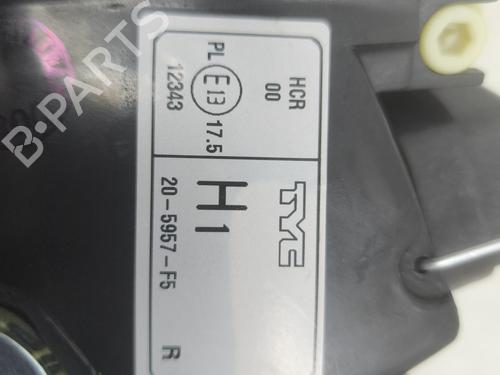 HCR
00
PL E13 17.5
12343
TYC
H1
20-5957-F5 R
B-PARTS